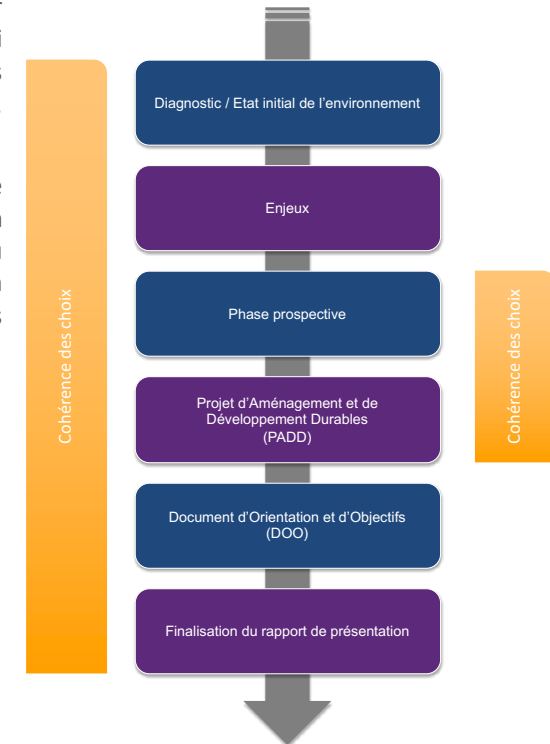 Diagnostic / Etat initial de l'environnement
Enjeux
Phase prospective
Projet d'Aménagement et de
Développement Durables
(PADD)
Document d'Orientation et d'Objectifs
(DOO)
Finalisation du rapport de présentation
Cohérence des choix
Cohérence des choix